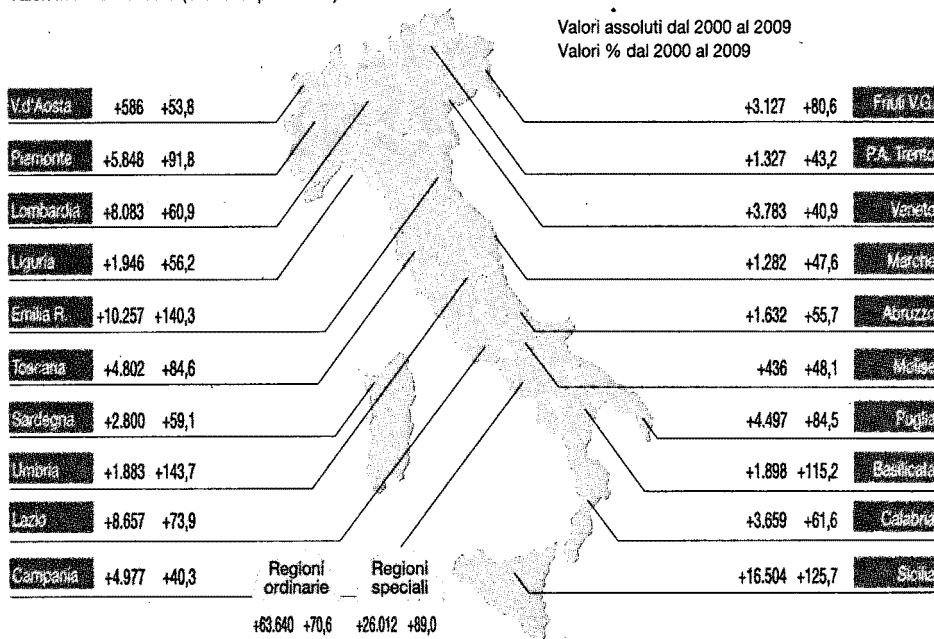 Valori assoluti dal 2000 al 2009
Valori % dal 2000 al 2009
V.d'Aosta +586 +53,8
Piemonte +5.848 +91,8
Lombardia +8.083 +60,9
Liguria +1.946 +56,2
Emilia R. +10.257 +140,3
Toscana +4.802 +84,6
Sardegna +2.800 +59,1
Umbria +1.883 +143,7
Lazio +8.657 +73,9
Campania +4.977 +40,3
+3.127 +80,6 Friuli V.G.
+1.327 +43,2 P.A. Trento
+3.783 +40,9 Veneto
+1.282 +47,6 Marche
+1.632 +55,7 Abruzzo
+436 +48,1 Molise
+4.497 +84,5 Puglia
+1.898 +115,2 Basilicata
+3.659 +61,6 Calabria
+16.504 +125,7 Sicilia
Regioni ordinarie
+63.640 +70,6
Regioni speciali
+26.012 +89,0